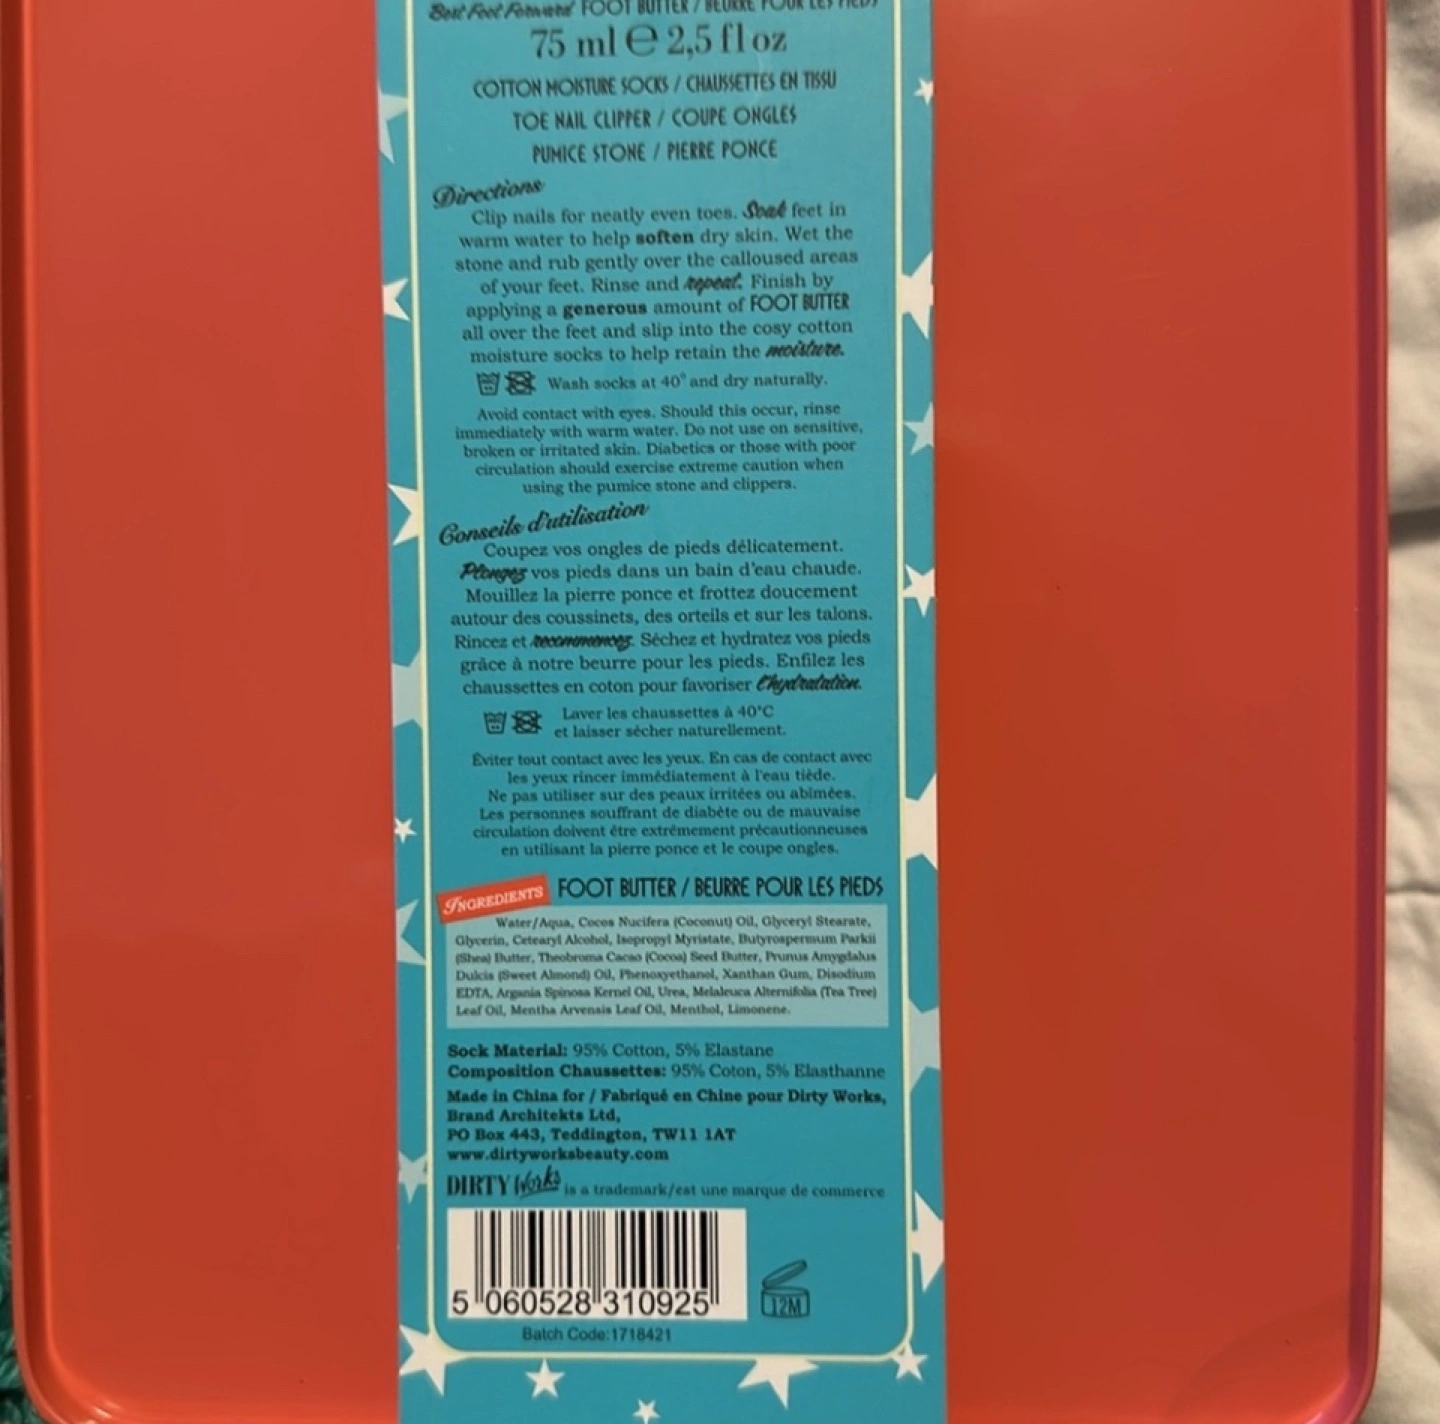 Best Foot Forward FOOT BUTTER / BEURRE POUR LES PIEDS
75 ml ℮ 2,5 fl oz
COTTON MOISTURE SOCKS / CHAUSSETTES EN TISSU
TOE NAIL CLIPPER / COUPE ONGLES
PUMICE STONE / PIERRE PONCE
Directions
Clip nails for neatly even toes. Soak feet in
warm water to help soften dry skin. Wet the
stone and rub gently over the calloused areas
of your feet. Rinse and repeat. Finish by
applying a generous amount of FOOT BUTTER
all over the feet and slip into the cosy cotton
moisture socks to help retain the moisture.
Wash socks at 40° and dry naturally.
Avoid contact with eyes. Should this occur, rinse
immediately with warm water. Do not use on sensitive,
broken or irritated skin. Diabetics or those with poor
circulation should exercise extreme caution when
using the pumice stone and clippers.
Conseils d'utilisation
Coupez vos ongles de pieds délicatement.
Plongez vos pieds dans un bain d'eau chaude.
Mouillez la pierre ponce et frottez doucement
autour des coussinets, des orteils et sur les talons.
Rincez et recommencez. Séchez et hydratez vos pieds
grâce à notre beurre pour les pieds. Enfilez les
chaussettes en coton pour favoriser l'hydratation.
Laver les chaussettes à 40°C
et laisser sécher naturellement.
Éviter tout contact avec les yeux. En cas de contact avec
les yeux rincer immédiatement à l'eau tiède.
Ne pas utiliser sur des peaux irritées ou abîmées.
Les personnes souffrant de diabète ou de mauvaise
circulation doivent être extrêmement précautionneuses
en utilisant la pierre ponce et le coupe ongles.
INGREDIENTS FOOT BUTTER / BEURRE POUR LES PIEDS
Water/Aqua, Cocos Nucifera (Coconut) Oil, Glyceryl Stearate,
Glycerin, Cetearyl Alcohol, Isopropyl Myristate, Butyrospermum Parkii
(Shea) Butter, Theobroma Cacao (Cocoa) Seed Butter, Prunus Amygdalus
Dulcis (Sweet Almond) Oil, Phenoxyethanol, Xanthan Gum, Disodium
EDTA, Argania Spinosa Kernel Oil, Urea, Melaleuca Alternifolia (Tea Tree)
Leaf Oil, Mentha Arvensis Leaf Oil, Menthol, Limonene.
Sock Material: 95% Cotton, 5% Elastane
Composition Chaussettes: 95% Coton, 5% Elasthanne
Made in China for / Fabriqué en Chine pour Dirty Works,
Brand Architekts Ltd,
PO Box 443, Teddington, TW11 1AT
www.dirtyworksbeauty.com
DIRTY Works is a trademark/est une marque de commerce
5 060528 310925
12M
Batch Code:1718421